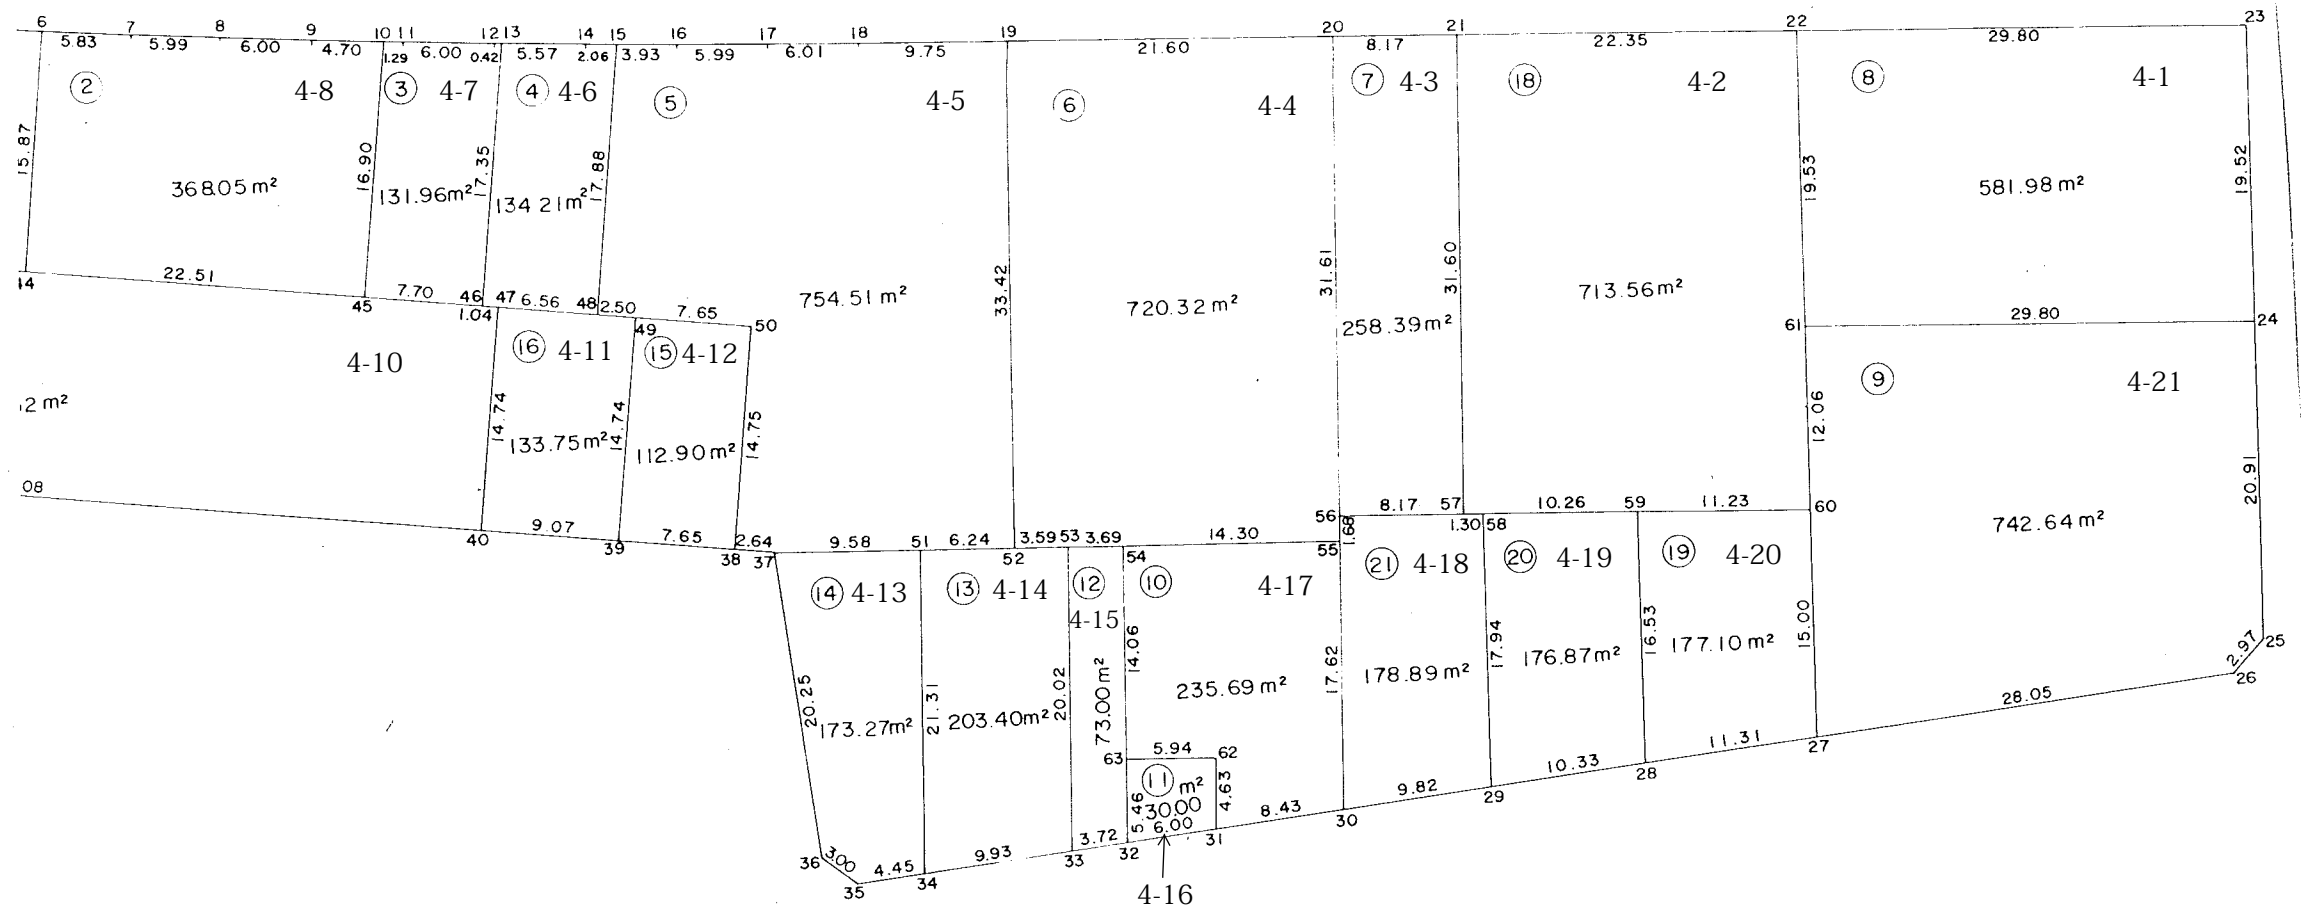 6 7 8 9 10 11 12 13 14 15 16 17 18 19 20 21 22 23
5.83 5.99 6.00 4.70 1.29 6.00 0.42 5.57 2.06 3.93 5.99 6.01 9.75 21.60 8.17 22.35 29.80
2 4-8 3 4-7 4 4-6 5 4-5 6 4-4 7 4-3 18 4-2 8 4-1
15.87 16.90 17.35 17.88 33.42 31.61 31.60 19.53 19.52
368.05 m² 131.96m² 134.21m² 754.51 m² 720.32 m² 258.39m² 713.56m² 581.98 m²
22.51 7.70 6.56 2.50 7.65 29.80
45 46 47 48 49 50 61 24
1.04
4-10 16 4-11 15 4-12 9 4-21
14.74 14.74 14.75 12.06 20.91
2 m² 133.75m² 112.90m² 742.64 m²
08
40 9.07 39 7.65 38 2.64 37 9.58 51 6.24 52 3.59 53 3.69 54 14.30 55 1.68 56 8.17 57 1.30 58 10.26 59 11.23 60
14 4-13 13 4-14 12 4-15 10 4-17 21 4-18 20 4-19 19 4-20
20.25 21.31 20.02 14.06 17.62 17.94 16.53 15.00
173.27m² 203.40m² 73.00m² 235.69m² 178.89m² 176.87m² 177.10m²
63 5.94 62
11 m²
30.00
5.46 4.63
6.00
36 3.00 35 4.45 34 9.93 33 3.72 32 31 8.43 30 9.82 29 10.33 28 11.31 27 28.05 26 2.97 25
4-16